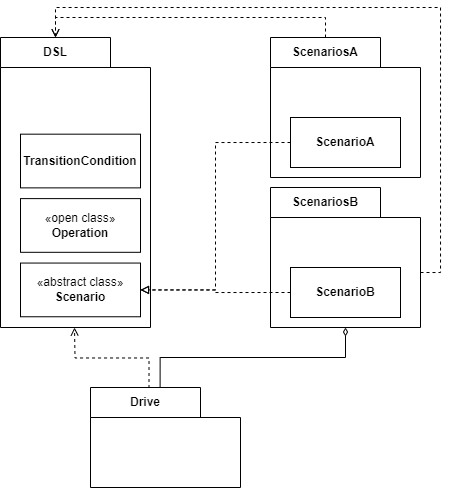 DSL
TransitionCondition
«open class»
Operation
«abstract class»
Scenario
ScenariosA
ScenarioA
ScenariosB
ScenarioB
Drive